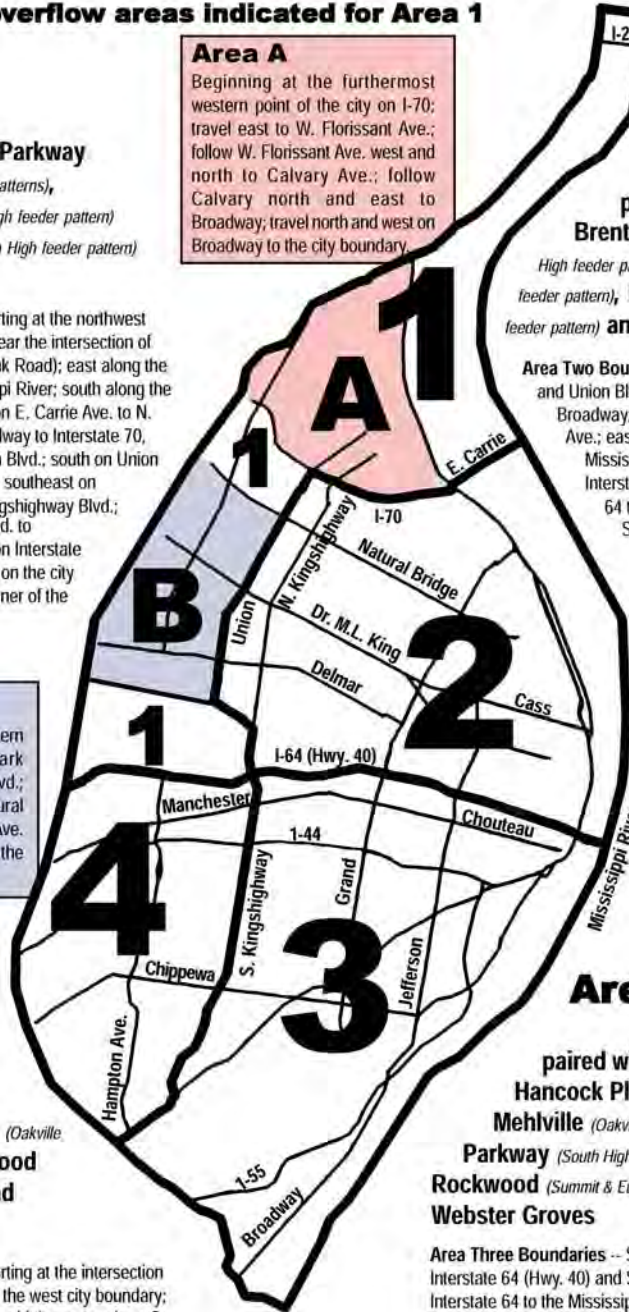 overflow areas indicated for Area 1
Area A
Beginning at the furthermost
western point of the city on I-70;
travel east to W. Florissant Ave.;
follow W. Florissant Ave. west and
north to Calvary Ave.; follow
Calvary north and east to
Broadway; travel north and west on
Broadway to the city boundary.
Parkway
High feeder pattern)
High feeder pattern)
rting at the northwest
ear the intersection of
k Road); east along the
pi River; south along the
on E. Carrie Ave. to N.
dway to Interstate 70,
n Blvd.; south on Union
southeast on
gshighway Blvd.;
d. to
on Interstate
on the city
rner of the
ern
ark
vd.;
ural
Ave.
the
(Oakville
ood
nd
rting at the intersection
the west city boundary;
I-2
1
A
1
E. Carrie
I-70
N. Kingshighway
Natural Bridge
B
Union
Dr. M.L. King
Delmar
2
Cass
1
I-64 (Hwy. 40)
Manchester
Chouteau
1-44
4
S. Kingshighway
Grand
3
Jefferson
Chippewa
Hampton Ave.
Mississippi River
1-55
Broadway
p
Brent
High feeder pa
feeder pattern),
feeder pattern) an
Area Two Bou
and Union Bl
Broadway
Ave.; eas
Missis
Interst
64 t
S
Are
paired w
Hancock Pl
Mehlville (Oakv
Parkway (South High
Rockwood (Summit & Eu
Webster Groves
Area Three Boundaries -- S
Interstate 64 (Hwy. 40) and S
Interstate 64 to the Mississip